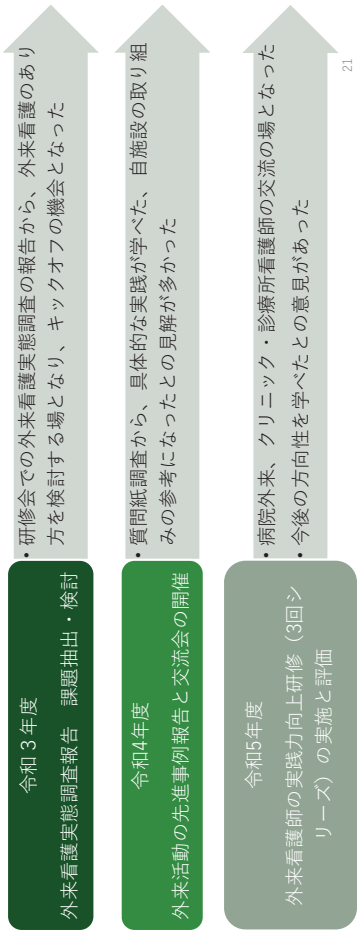 令和３年度
外来看護実態調査報告　課題抽出・検討
• 研修会での外来看護実態調査の報告から、外来看護のあり
方を検討する場となり、キックオフの機会となった
令和4年度
外来活動の先進事例報告と交流会の開催
• 質問紙調査から、具体的な実践が学べた、自施設の取り組
みの参考になったとの見解が多かった
令和5年度
外来看護師の実践力向上研修（3回シ
リーズ）の実施と評価
• 病院外来、クリニック・診療所看護師の交流の場となった
• 今後の方向性を学べたとの意見があった
21